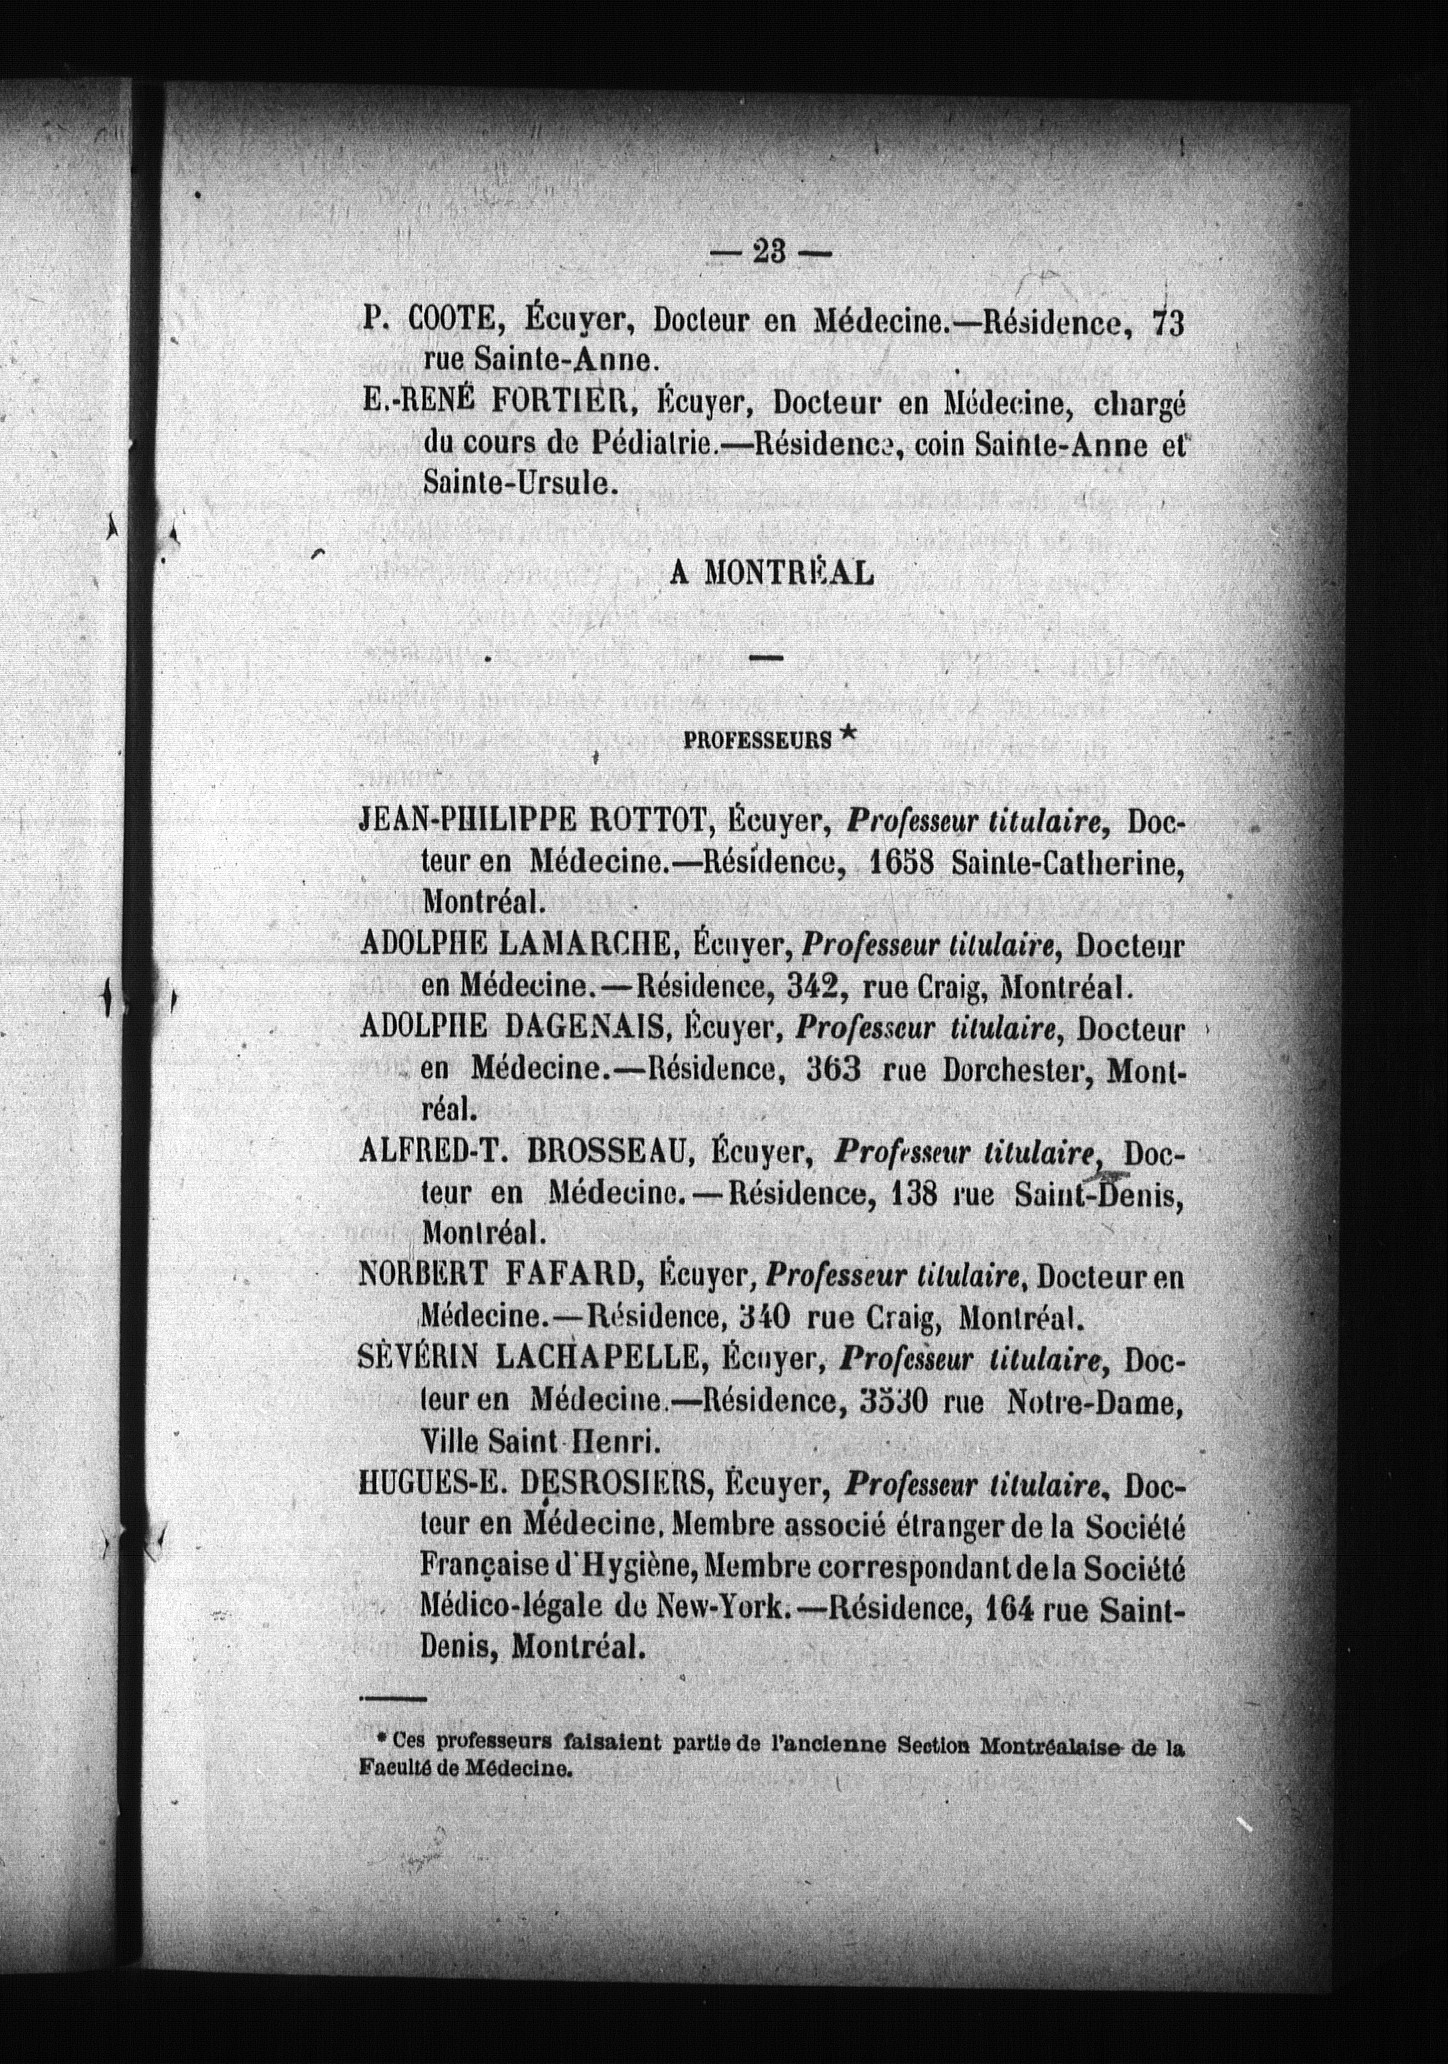 — 23 —
P. COOTE, Écuyer, Docteur en Médecine.—Résidence, 73
rue Sainte-Anne.
E.-RENÉ FORTIER, Écuyer, Docteur en Médecine, chargé
du cours de Pédiatrie.—Résidence, coin Sainte-Anne et
Sainte-Ursule.
A MONTRÉAL
—
PROFESSEURS *
JEAN-PHILIPPE ROTTOT, Écuyer, Professeur titulaire, Doc-
teur en Médecine.—Résidence, 1658 Sainte-Catherine,
Montréal.
ADOLPHE LAMARCHE, Écuyer, Professeur titulaire, Docteur
en Médecine.—Résidence, 342, rue Craig, Montréal.
ADOLPHE DAGENAIS, Écuyer, Professeur titulaire, Docteur
en Médecine.—Résidence, 363 rue Dorchester, Mont-
réal.
ALFRED-T. BROSSEAU, Écuyer, Professeur titulaire, Doc-
teur en Médecine.—Résidence, 138 rue Saint-Denis,
Montréal.
NORBERT FAFARD, Écuyer, Professeur titulaire, Docteur en
Médecine.—Résidence, 340 rue Craig, Montréal.
SÉVÉRIN LACHAPELLE, Écuyer, Professeur titulaire, Doc-
teur en Médecine.—Résidence, 3530 rue Notre-Dame,
Ville Saint-Henri.
HUGUES-E. DESROSIERS, Écuyer, Professeur titulaire, Doc-
teur en Médecine, Membre associé étranger de la Société
Française d'Hygiène, Membre correspondant de la Société
Médico-légale de New-York.—Résidence, 164 rue Saint-
Denis, Montréal.
* Ces professeurs faisaient partie de l'ancienne Section Montréalaise de la
Faculté de Médecine.